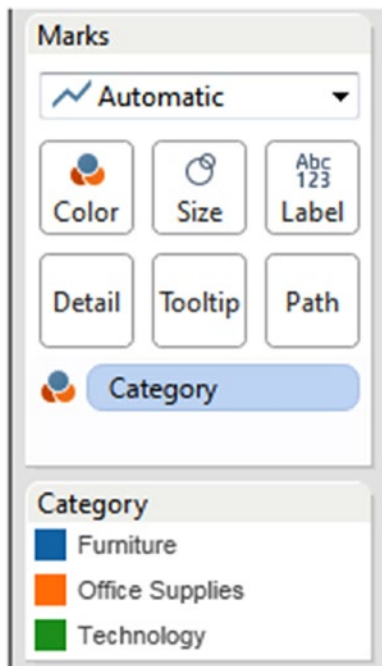 Marks
Automatic
Color Size Abc 123 Label
Detail Tooltip Path
Category
Category
Furniture
Office Supplies
Technology